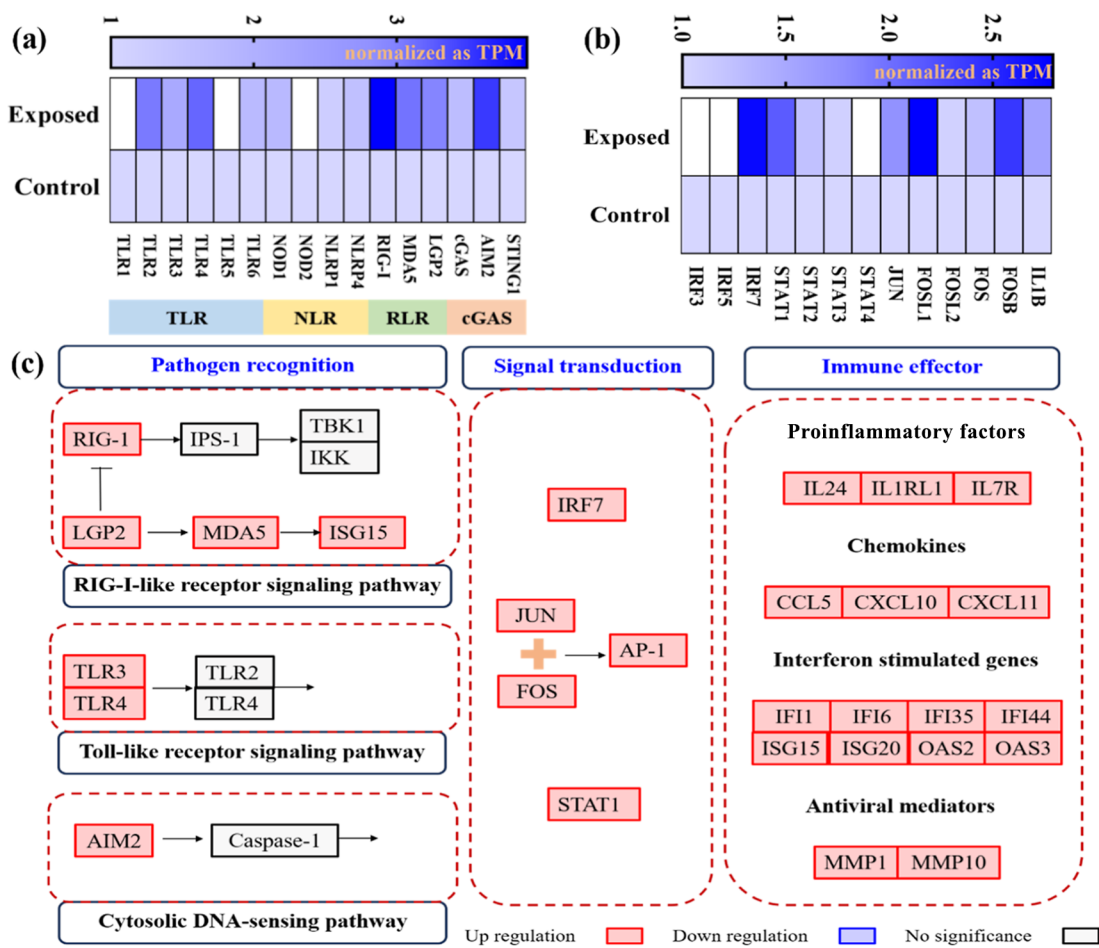 (a)
1
2
3
normalized as TPM
Exposed
Control
TLR1
TLR2
TLR3
TLR4
TLR5
TLR6
NOD1
NOD2
NLRP1
NLRP4
RIG-I
MDA5
LGP2
cGAS
AIM2
STING1
TLR
NLR
RLR
cGAS
(b)
1.0
1.5
2.0
2.5
normalized as TPM
Exposed
Control
IRF3
IRF5
IRF7
STAT1
STAT2
STAT3
STAT4
JUN
FOSL1
FOSL2
FOS
FOSB
IL1B
(c)
Pathogen recognition
RIG-1
IPS-1
TBK1
IKK
LGP2
MDA5
ISG15
RIG-I-like receptor signaling pathway
TLR3
TLR4
TLR2
TLR4
Toll-like receptor signaling pathway
AIM2
Caspase-1
Cytosolic DNA-sensing pathway
Signal transduction
IRF7
JUN
FOS
AP-1
STAT1
Immune effector
Proinflammatory factors
IL24 IL1RL1 IL7R
Chemokines
CCL5 CXCL10 CXCL11
Interferon stimulated genes
IFI1 IFI6 IFI35 IFI44
ISG15 ISG20 OAS2 OAS3
Antiviral mediators
MMP1 MMP10
Up regulation Down regulation No significance